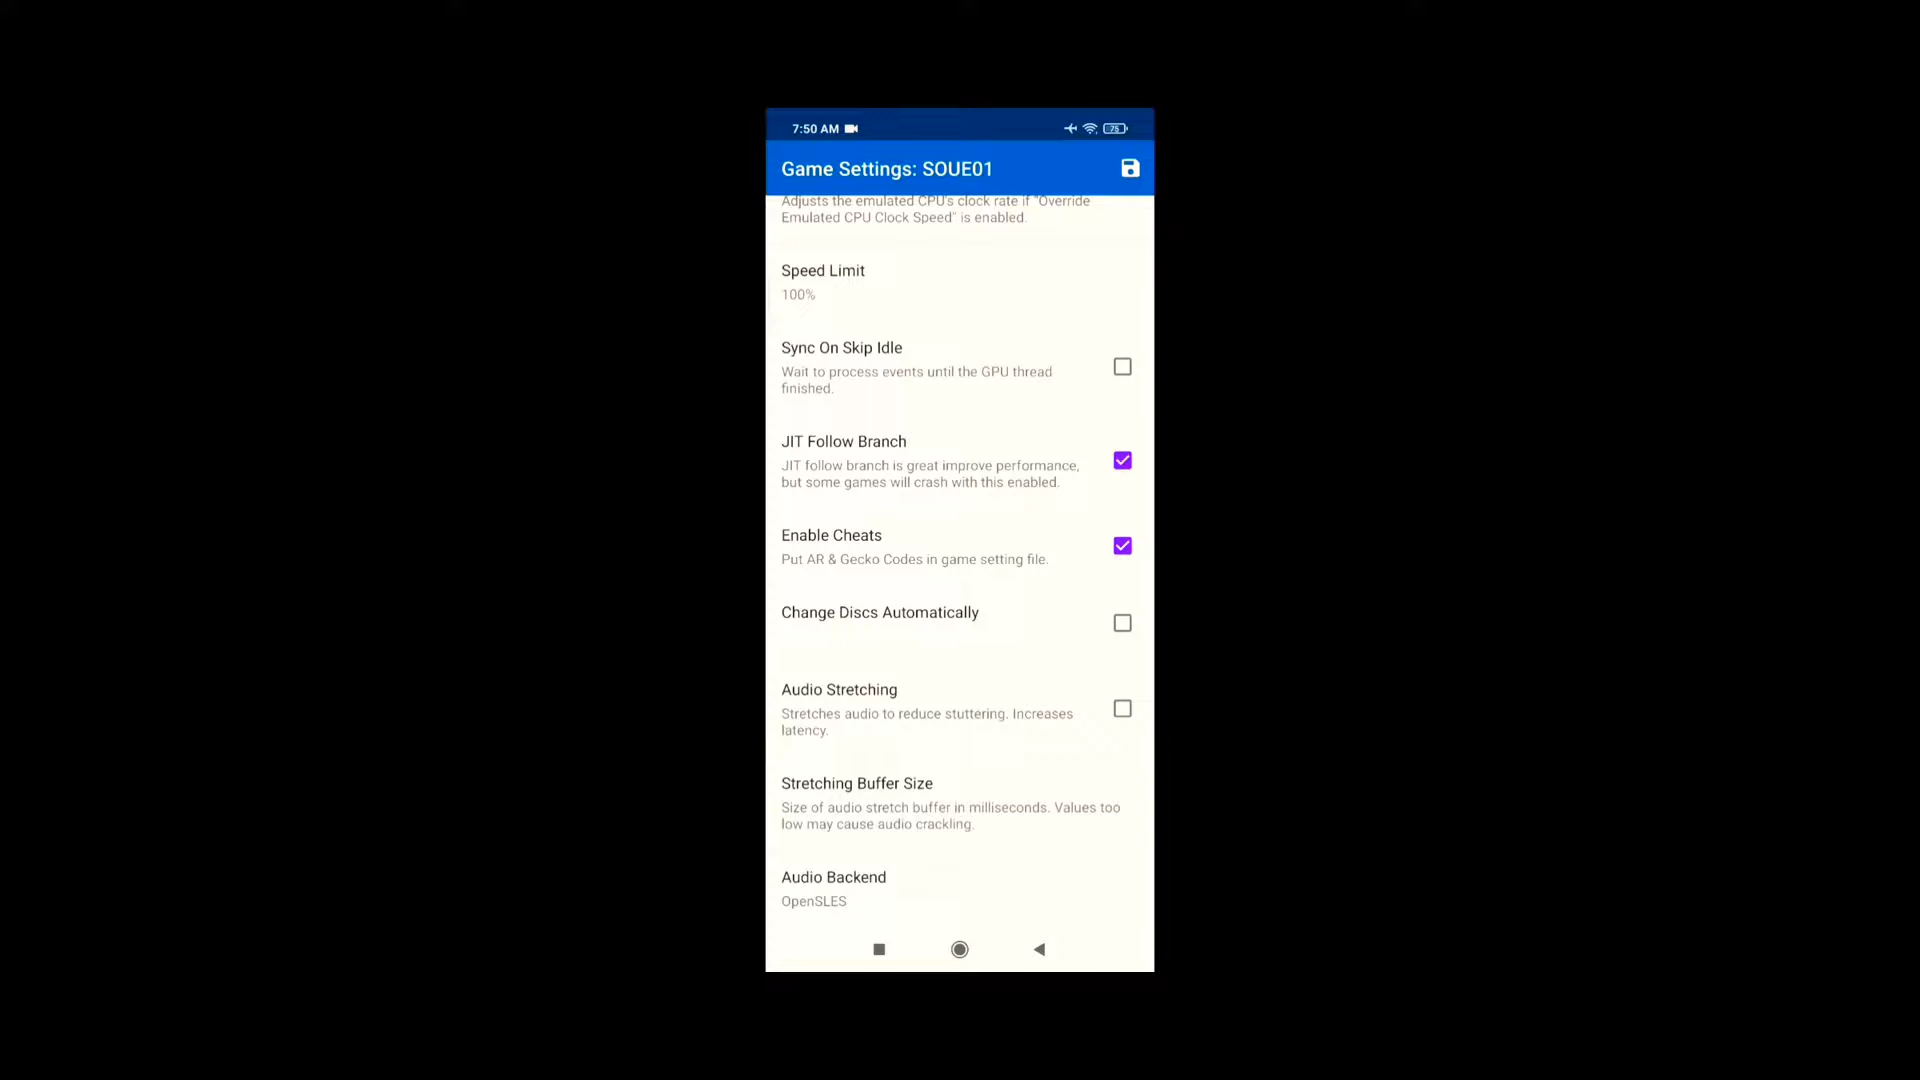 7:50 AM
75
Game Settings: SOUE01
Adjusts the emulated CPU's clock rate if "Override
Emulated CPU Clock Speed" is enabled.
Speed Limit
100%
Sync On Skip Idle
Wait to process events until the GPU thread
finished.
JIT Follow Branch
JIT follow branch is great improve performance,
but some games will crash with this enabled.
Enable Cheats
Put AR & Gecko Codes in game setting file.
Change Discs Automatically
Audio Stretching
Stretches audio to reduce stuttering. Increases
latency.
Stretching Buffer Size
Size of audio stretch buffer in milliseconds. Values too
low may cause audio crackling.
Audio Backend
OpenSLES